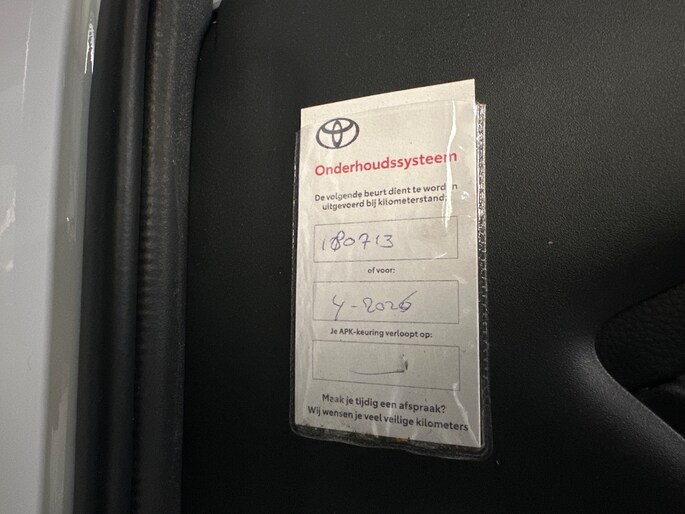 Onderhoudssysteem
De volgende beurt dient te worden
uitgevoerd bij kilometerstand:
180713
of voor:
4-2026
Je APK-keuring verloopt op:
Maak je tijdig een afspraak?
Wij wensen je veel veilige kilometers